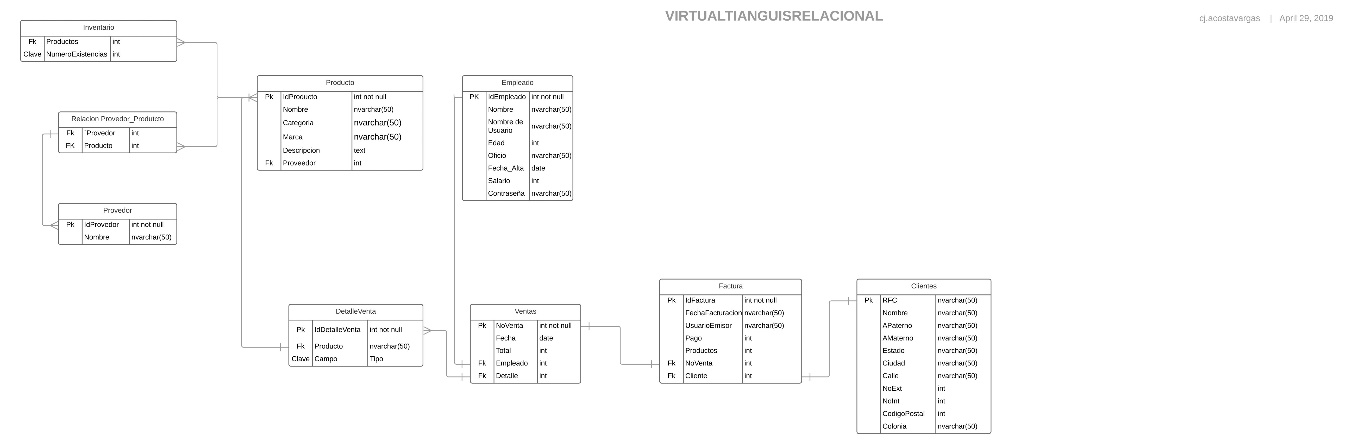 VIRTUALTIANGUISRELACIONAL
cj.acostavargas | April 29, 2019
Inventario
Fk Productos int
Clave NumeroExistencias int
Relacion Provedor_Produtcto
Fk `Provedor int
FK Producto int
Provedor
Pk IdProvedor int not null
Nombre nvarchar(50)
Producto
Pk IdProducto int not null
Nombre nvarchar(50)
Categoria nvarchar(50)
Marca nvarchar(50)
Descripcion text
Fk Proveedor int
Empleado
PK IdEmpleado int not null
Nombre nvarchar(50)
Nombre de
Usuario nvarchar(50)
Edad int
Oficio nvarchar(50)
Fecha_Alta date
Salario int
Contraseña nvarchar(50)
DetalleVenta
Pk IdDetalleVenta int not null
Fk Producto nvarchar(50)
Clave Campo Tipo
Ventas
Pk NoVenta int not null
Fecha date
Total int
Fk Empleado int
Fk Detalle int
Factura
Pk IdFactura int not null
FechaFacturacion nvarchar(50)
UsuarioEmisor nvarchar(50)
Pago int
Productos int
Fk NoVenta int
Fk Cliente int
Clientes
Pk RFC nvarchar(50)
Nombre nvarchar(50)
APaterno nvarchar(50)
AMaterno nvarchar(50)
Estado nvarchar(50)
Ciudad nvarchar(50)
Calle nvarchar(50)
NoExt int
NoInt int
CodigoPostal int
Colonia nvarchar(50)